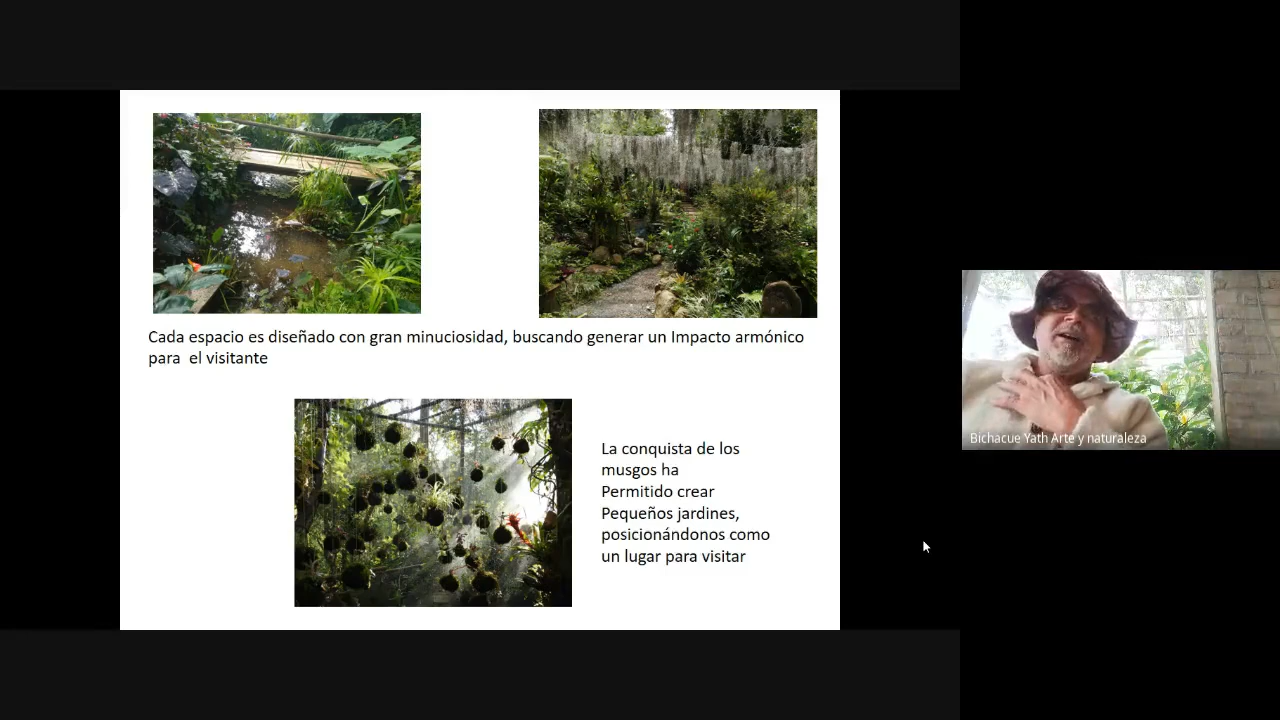 Cada espacio es diseñado con gran minuciosidad, buscando generar un Impacto armónico
para  el visitante
La conquista de los
musgos ha
Permitido crear
Pequeños jardines,
posicionándonos como
un lugar para visitar
Bichacue Yath Arte y naturaleza